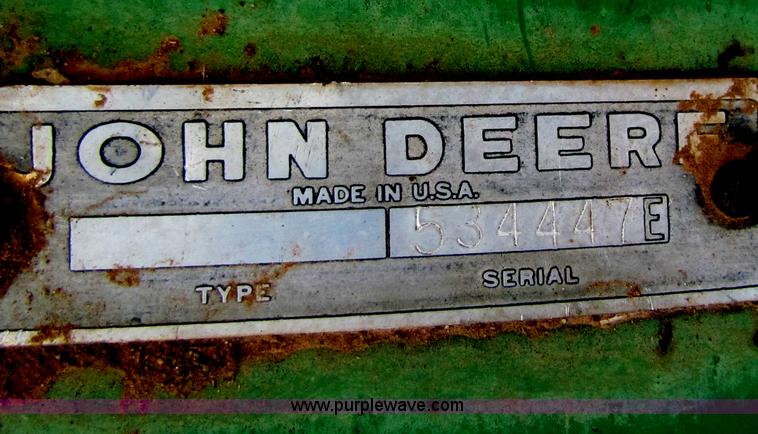 JOHN DEERE
MADE IN U.S.A.
534447E
TYPE SERIAL
www.purplewave.com